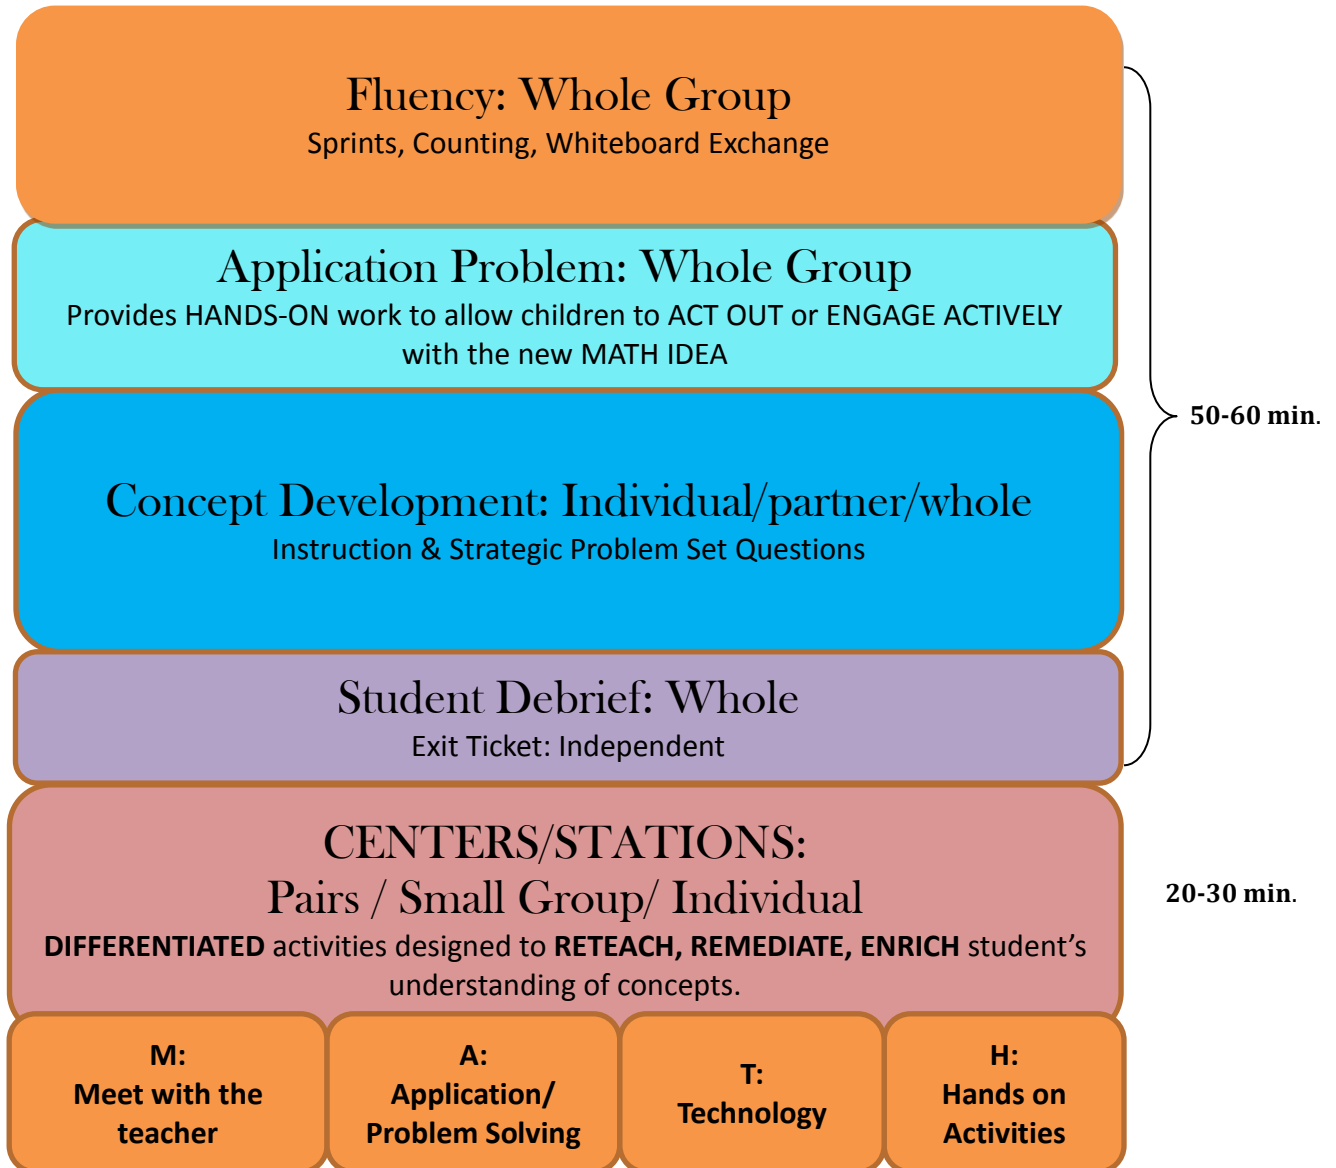 Fluency: Whole Group
Sprints, Counting, Whiteboard Exchange
Application Problem: Whole Group
Provides HANDS-ON work to allow children to ACT OUT or ENGAGE ACTIVELY
with the new MATH IDEA
50-60 min.
Concept Development: Individual/partner/whole
Instruction & Strategic Problem Set Questions
Student Debrief: Whole
Exit Ticket: Independent
CENTERS/STATIONS:
Pairs / Small Group/ Individual
20-30 min.
DIFFERENTIATED activities designed to RETEACH, REMEDIATE, ENRICH student’s
understanding of concepts.
M:
Meet with the
teacher
A:
Application/
Problem Solving
T:
Technology
H:
Hands on
Activities